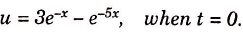 u = 3e⁻ˣ − e⁻⁵ˣ, when t = 0.